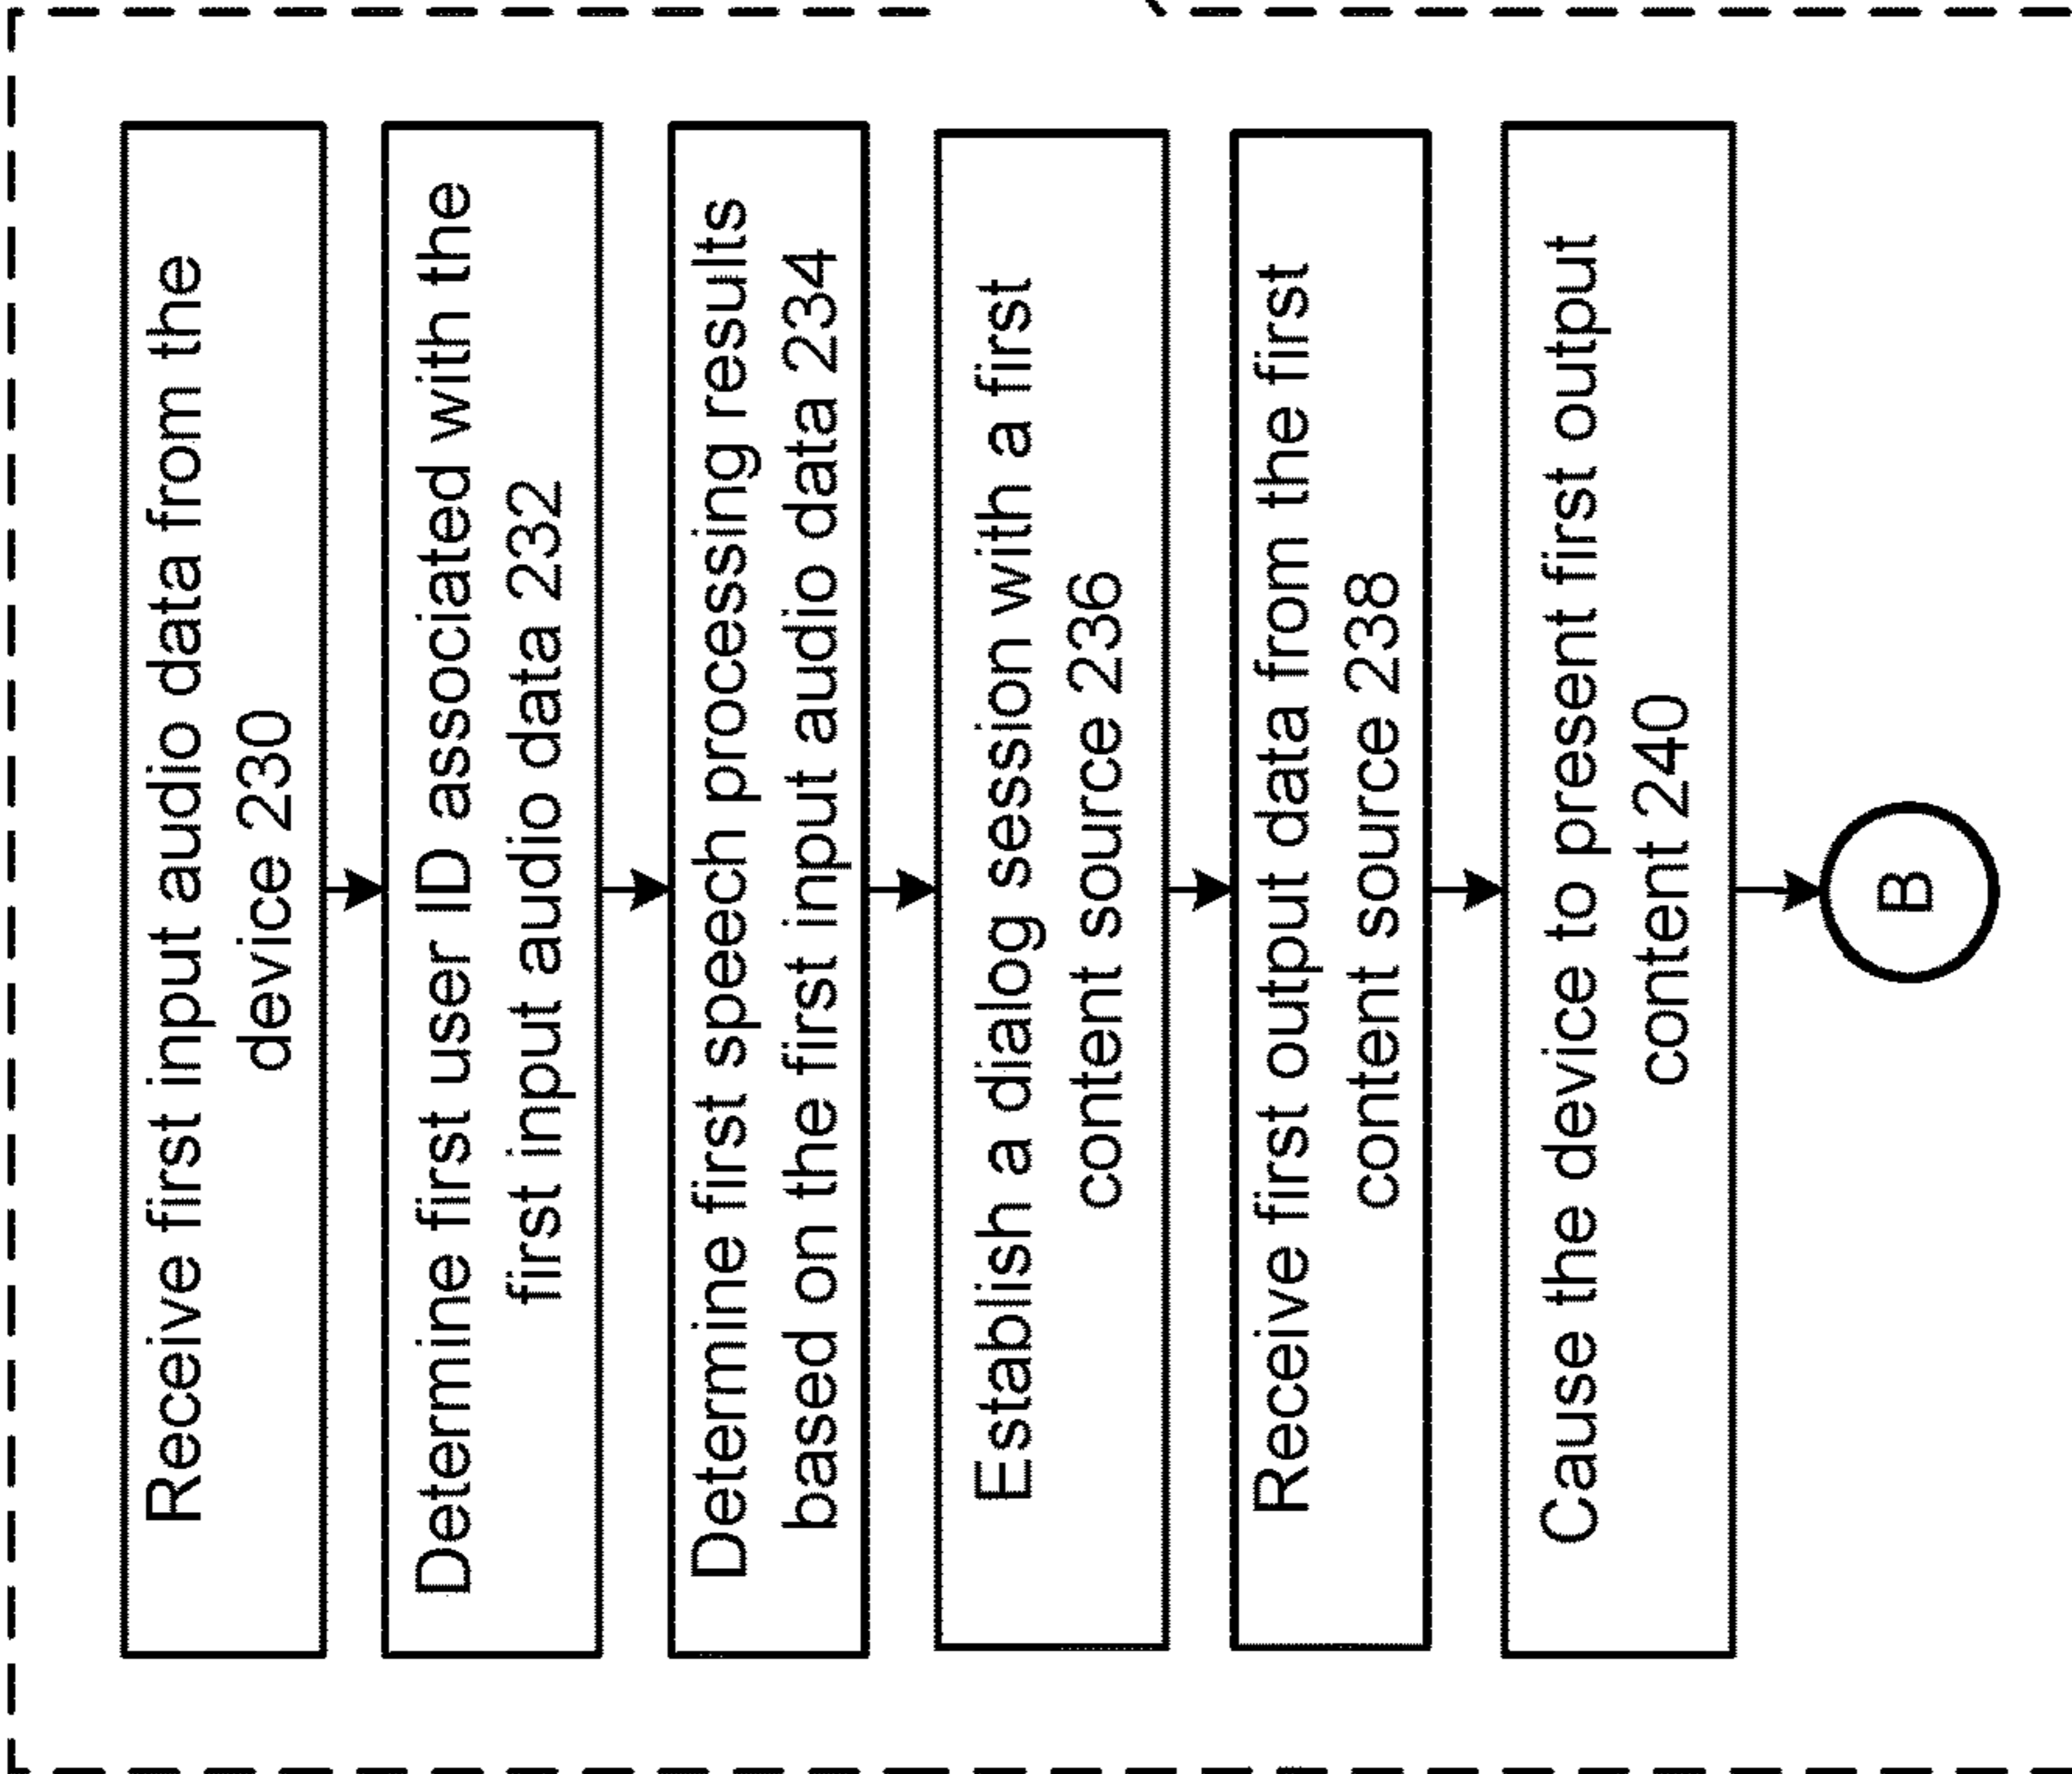 Receive first input audio data from the
device 230
Determine first user ID associated with the
first input audio data 232
Determine first speech processing results
based on the first input audio data 234
Establish a dialog session with a first
content source 236
Receive first output data from the first
content source 238
Cause the device to present first output
content 240
B